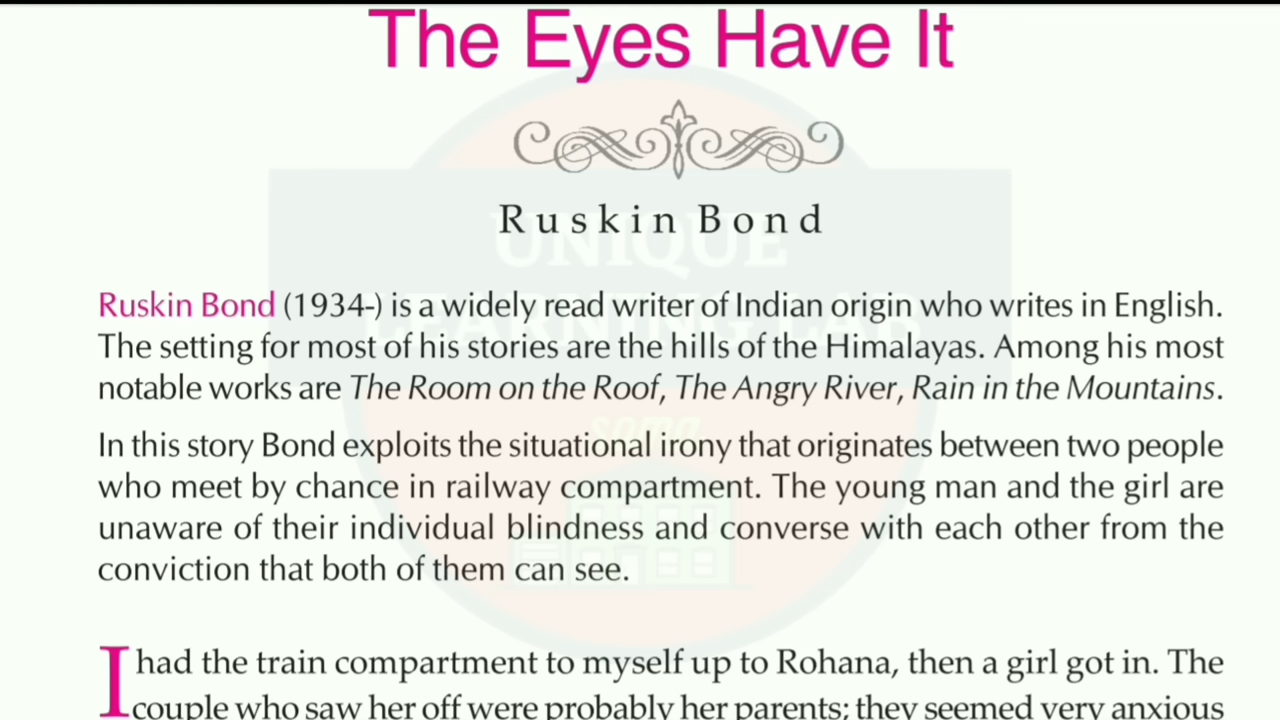 The Eyes Have It
Ruskin Bond
UNIQUE
LEARNING LAB
Ruskin Bond (1934-) is a widely read writer of Indian origin who writes in English.
The setting for most of his stories are the hills of the Himalayas. Among his most
notable works are The Room on the Roof, The Angry River, Rain in the Mountains.
soma
In this story Bond exploits the situational irony that originates between two people
who meet by chance in railway compartment. The young man and the girl are
unaware of their individual blindness and converse with each other from the
conviction that both of them can see.
I had the train compartment to myself up to Rohana, then a girl got in. The
couple who saw her off were probably her parents; they seemed very anxious